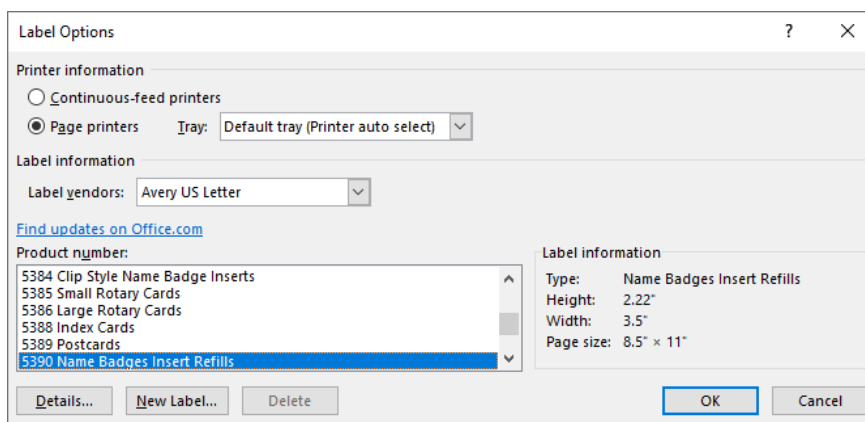 Label Options ? ×
Printer information
Continuous-feed printers
Page printers Tray: Default tray (Printer auto select)
Label information
Label vendors: Avery US Letter
Find updates on Office.com
Product number:
5384 Clip Style Name Badge Inserts
5385 Small Rotary Cards
5386 Large Rotary Cards
5388 Index Cards
5389 Postcards
5390 Name Badges Insert Refills
Label information
Type: Name Badges Insert Refills
Height: 2.22"
Width: 3.5"
Page size: 8.5" × 11"
Details... New Label... Delete OK Cancel